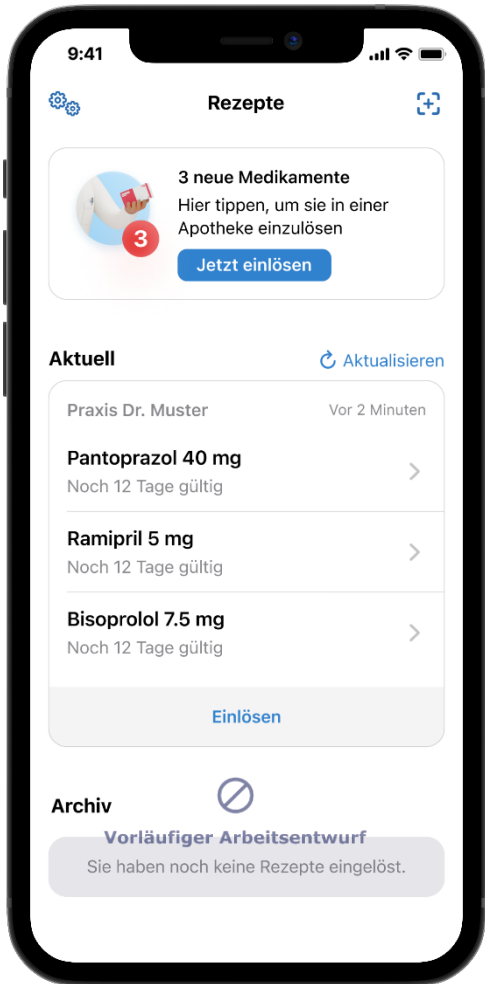 9:41
Rezepte
3 neue Medikamente
Hier tippen, um sie in einer
Apotheke einzulösen
3
Jetzt einlösen
Aktuell
Aktualisieren
Praxis Dr. Muster
Vor 2 Minuten
Pantoprazol 40 mg
Noch 12 Tage gültig
Ramipril 5 mg
Noch 12 Tage gültig
Bisoprolol 7.5 mg
Noch 12 Tage gültig
Einlösen
Archiv
Vorläufiger Arbeitsentwurf
Sie haben noch keine Rezepte eingelöst.